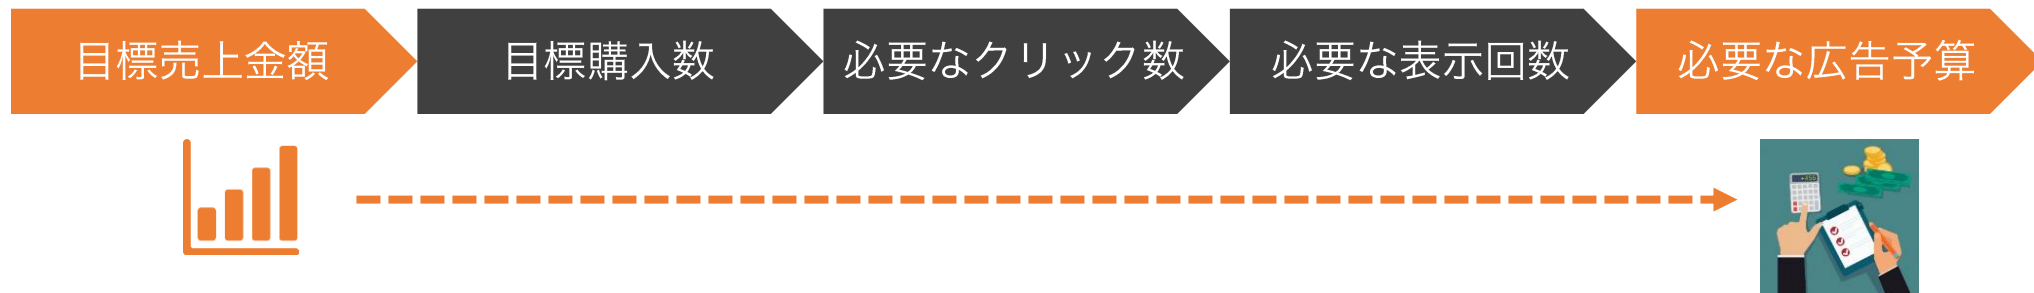 目標売上金額
目標購入数
必要なクリック数
必要な表示回数
必要な広告予算